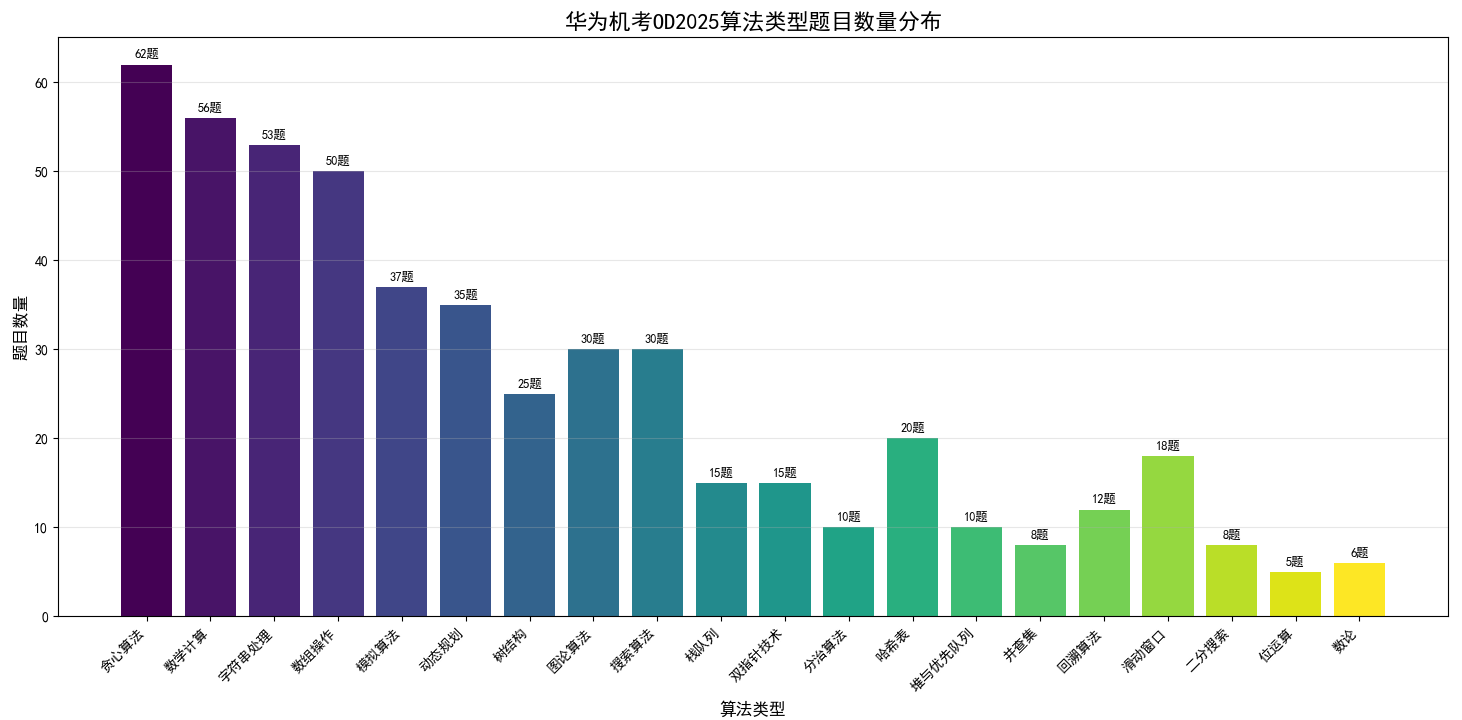 华为机考OD2025算法类型题目数量分布
题目数量
60
50
40
30
20
10
0
62题
56题
53题
50题
37题
35题
25题
30题
30题
15题
15题
10题
20题
10题
8题
12题
18题
8题
5题
6题
贪心算法
数学计算
字符串处理
数组操作
模拟算法
动态规划
树结构
图论算法
搜索算法
栈队列
双指针技术
分治算法
哈希表
堆与优先队列
并查集
回溯算法
滑动窗口
二分搜索
位运算
数论
算法类型